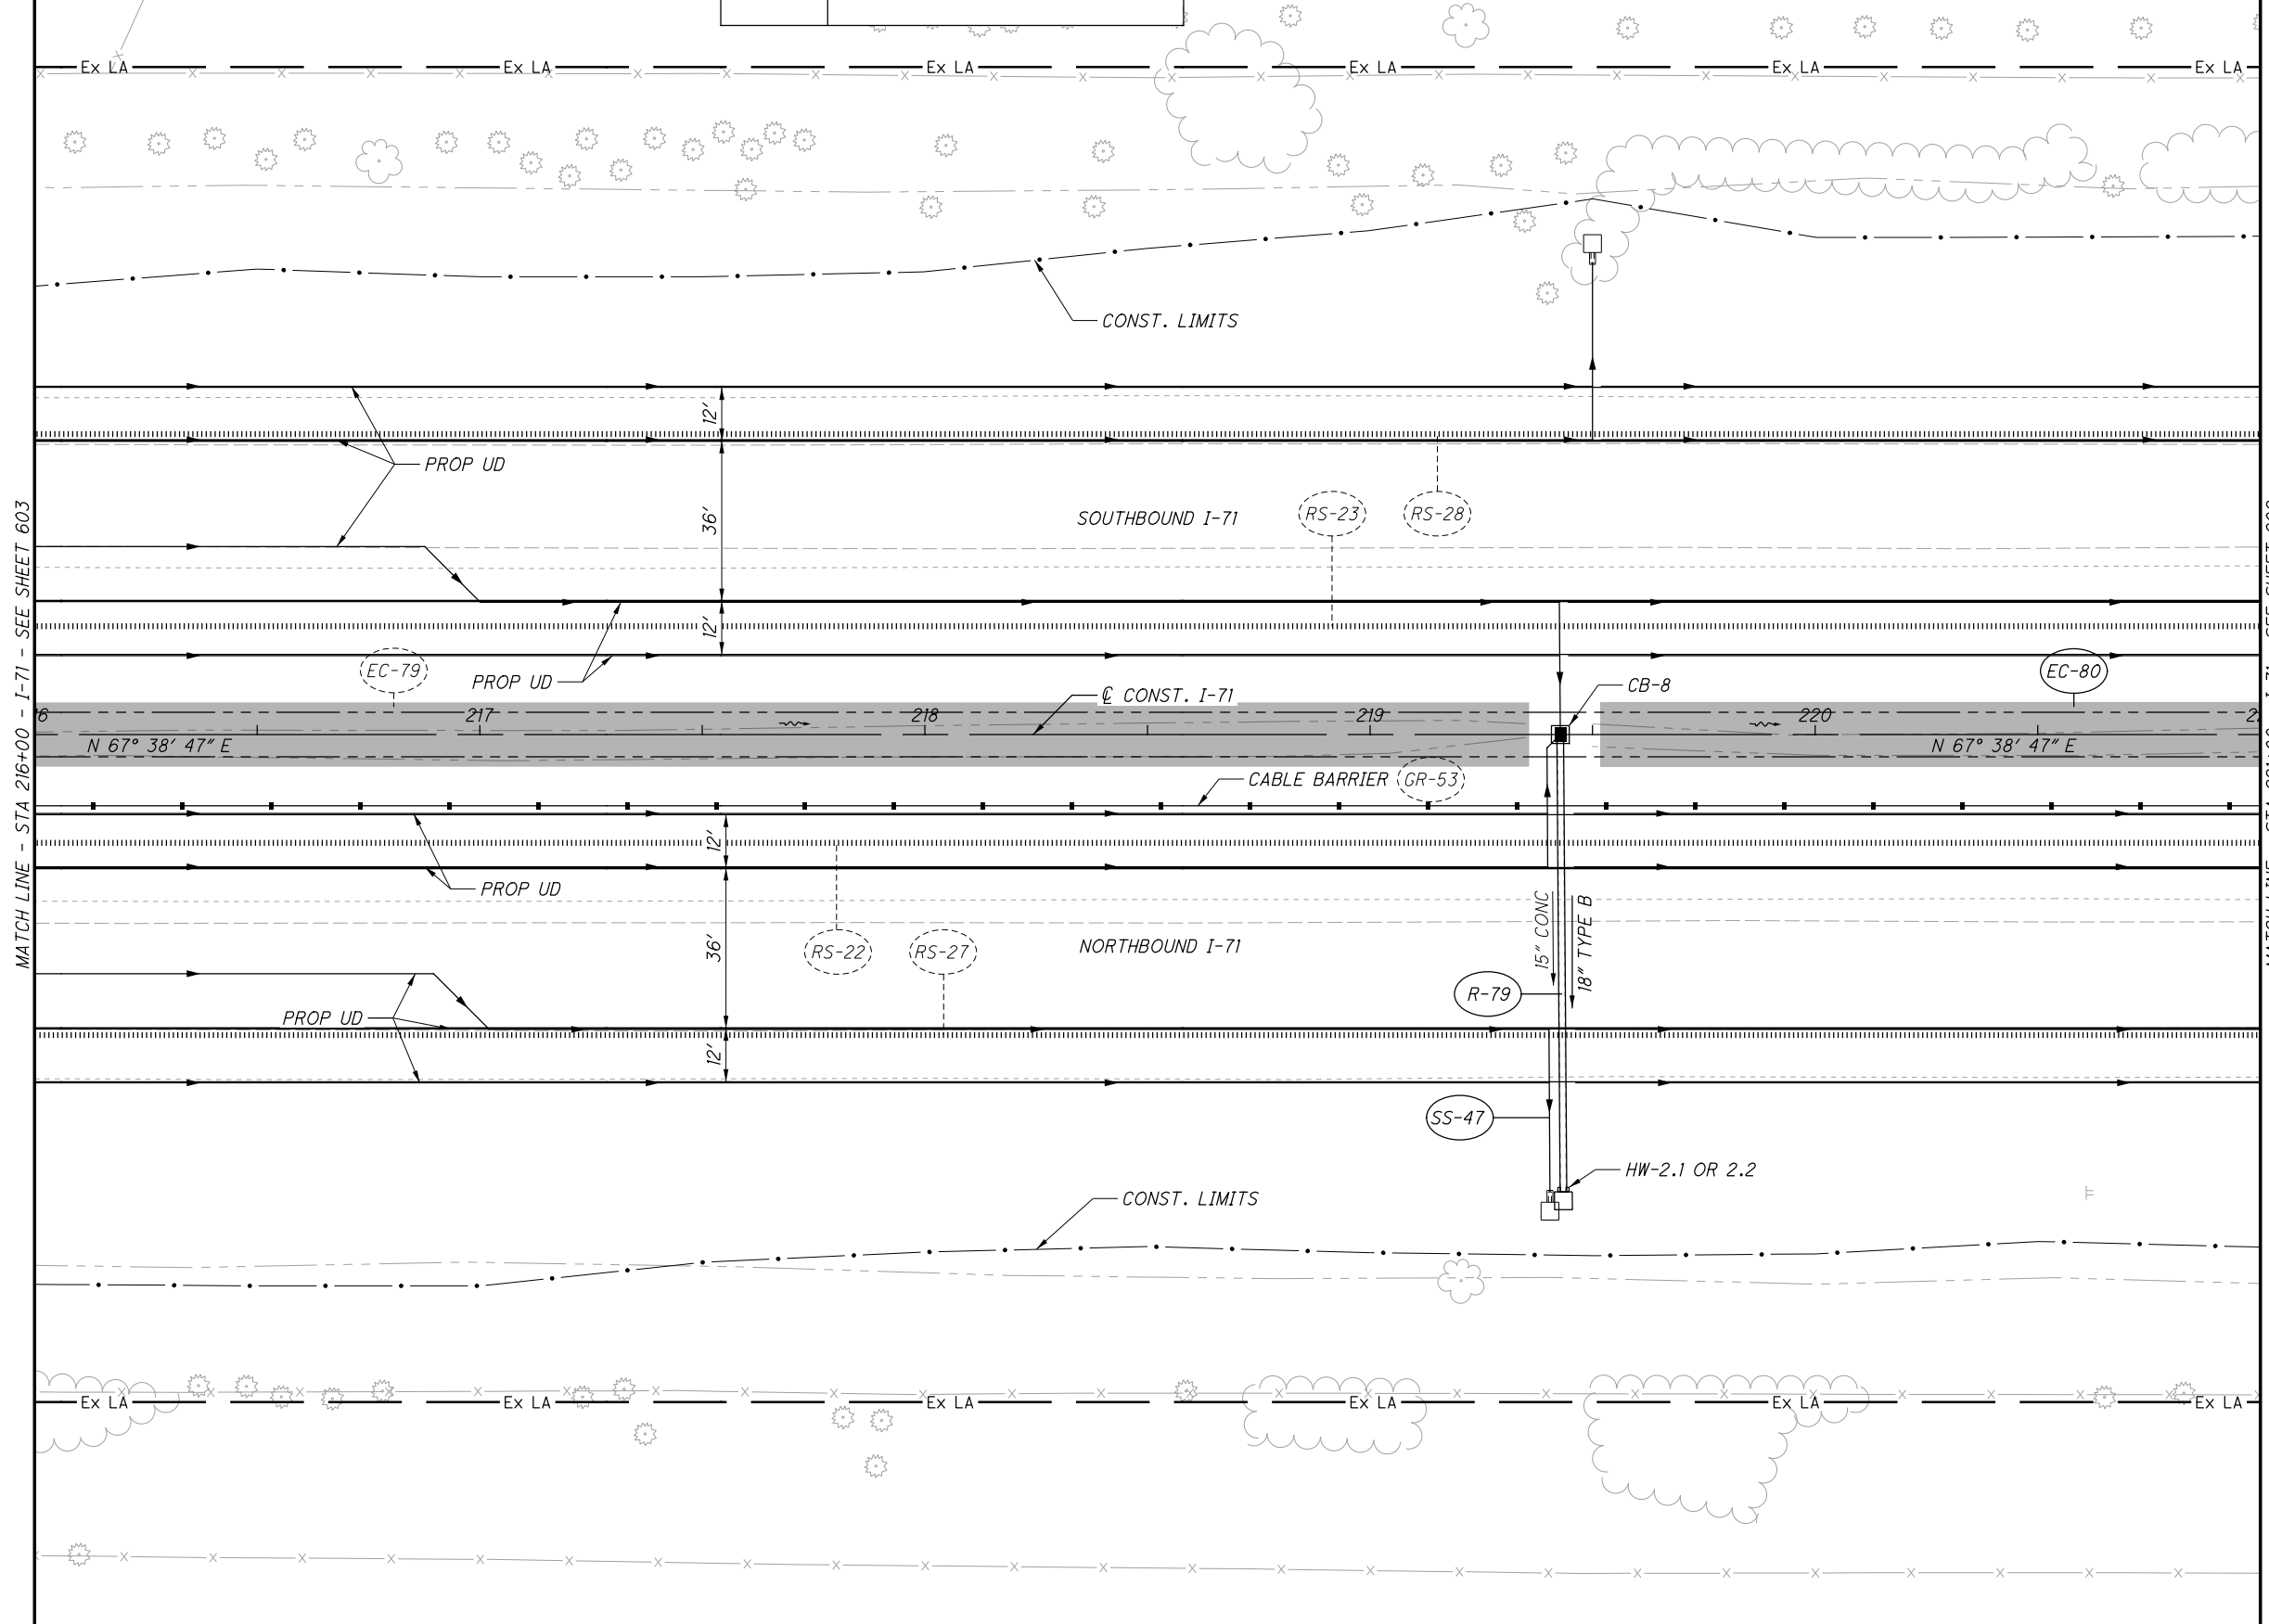 Ex LA Ex LA Ex LA Ex LA Ex LA Ex LA
CONST. LIMITS
12'
PROP UD
36'
SOUTHBOUND I-71
RS-23
RS-28
MATCH LINE - STA 216+00 - I-71 - SEE SHEET 603
12'
EC-79
PROP UD
CB-8
EC-80
℄ CONST. I-71
217 218 219 220
N 67° 38' 47" E
N 67° 38' 47" E
CABLE BARRIER
GR-53
12'
PROP UD
36'
RS-22
RS-27
NORTHBOUND I-71
15" CONC
18" TYPE B
R-79
PROP UD
12'
SS-47
HW-2.1 OR 2.2
CONST. LIMITS
Ex LA Ex LA Ex LA Ex LA Ex LA Ex LA